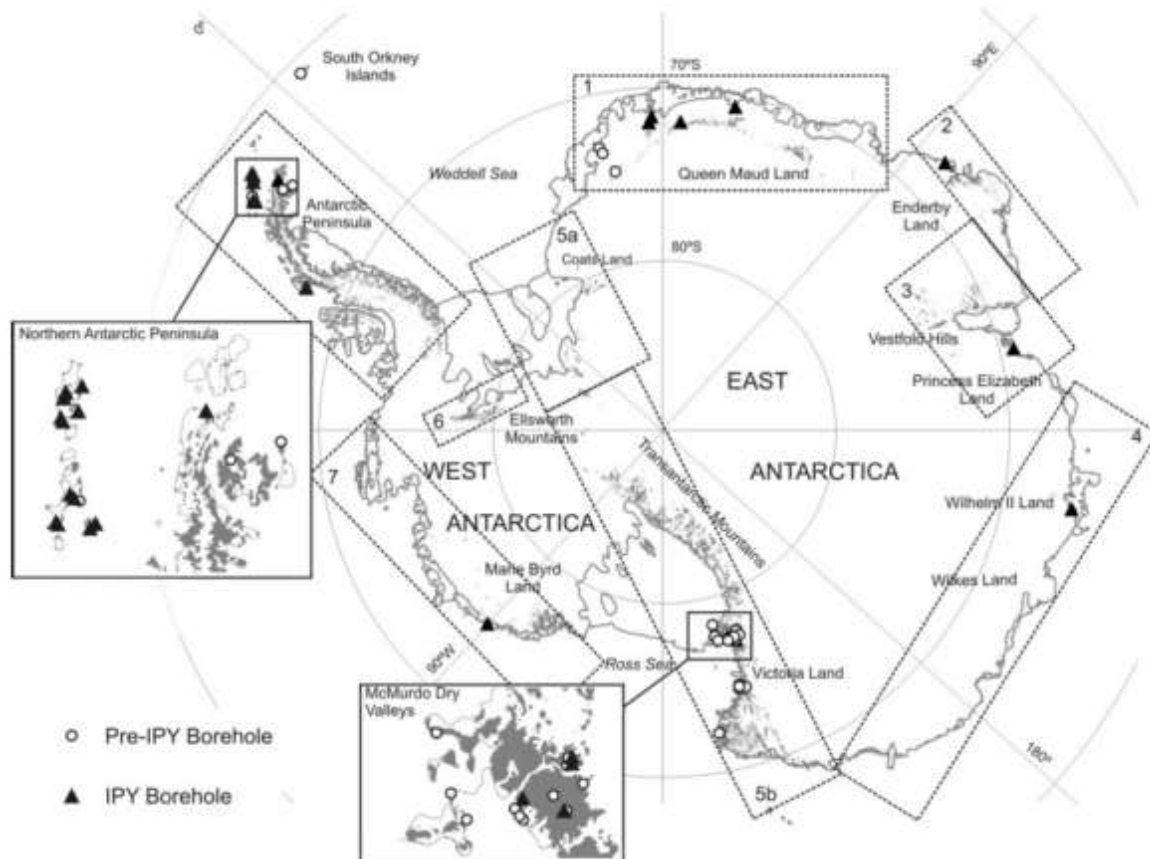 0°
South Orkney
Islands
70°S
90°E
1
2
Weddell Sea
Queen Maud Land
Antarctic
Peninsula
Enderby
Land
5a
80°S
Coats Land
3
Northern Antarctic Peninsula
Vestfold Hills
EAST
Princess Elizabeth
Land
6
Ellsworth
Mountains
4
7
WEST
ANTARCTICA
Transantarctic Mountains
Wilhelm II Land
ANTARCTICA
Marie Byrd
Land
Wilkes Land
90°W
Ross Sea
Victoria Land
McMurdo Dry
Valleys
Pre-IPY Borehole
180°
IPY Borehole
5b